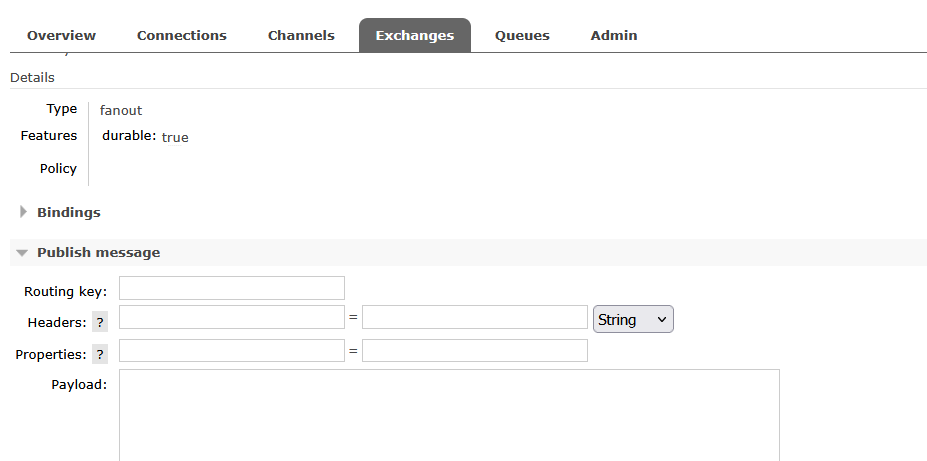 Overview Connections Channels Exchanges Queues Admin
Details
Type fanout
Features durable: true
Policy
Bindings
Publish message
Routing key:
Headers: ? = String
Properties: ? =
Payload: